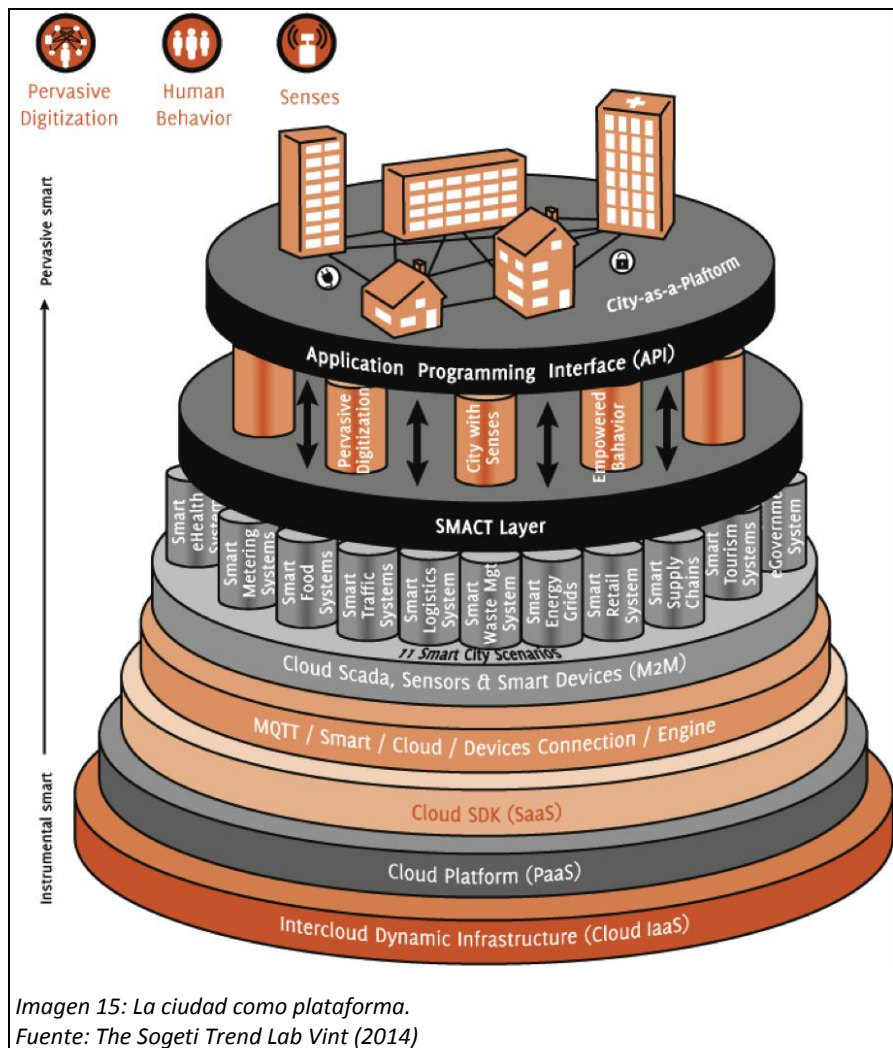 Pervasive
Digitization
Human
Behavior
Senses
Pervasive smart
Instrumental smart
City-as-a-Plaftorm
Application Programming Interface (API)
Pervasive
Digitization
City with
Senses
Empowered
Bahavior
SMACT Layer
Smart
eHealth
System
Smart
Metering
Systems
Smart
Food
Systems
Smart
Traffic
Systems
Smart
Logistics
System
Smart
Waste Mgt
System
Smart
Energy
Grids
Smart
Retail
System
Smart
Supply
Chains
Smart
Tourism
Systems
System
11 Smart City Scenarios
Cloud Scada, Sensors & Smart Devices (M2M)
MQTT / Smart / Cloud / Devices Connection / Engine
Cloud SDK (SaaS)
Cloud Platform (PaaS)
Intercloud Dynamic Infrastructure (Cloud IaaS)
Imagen 15: La ciudad como plataforma.
Fuente: The Sogeti Trend Lab Vint (2014)